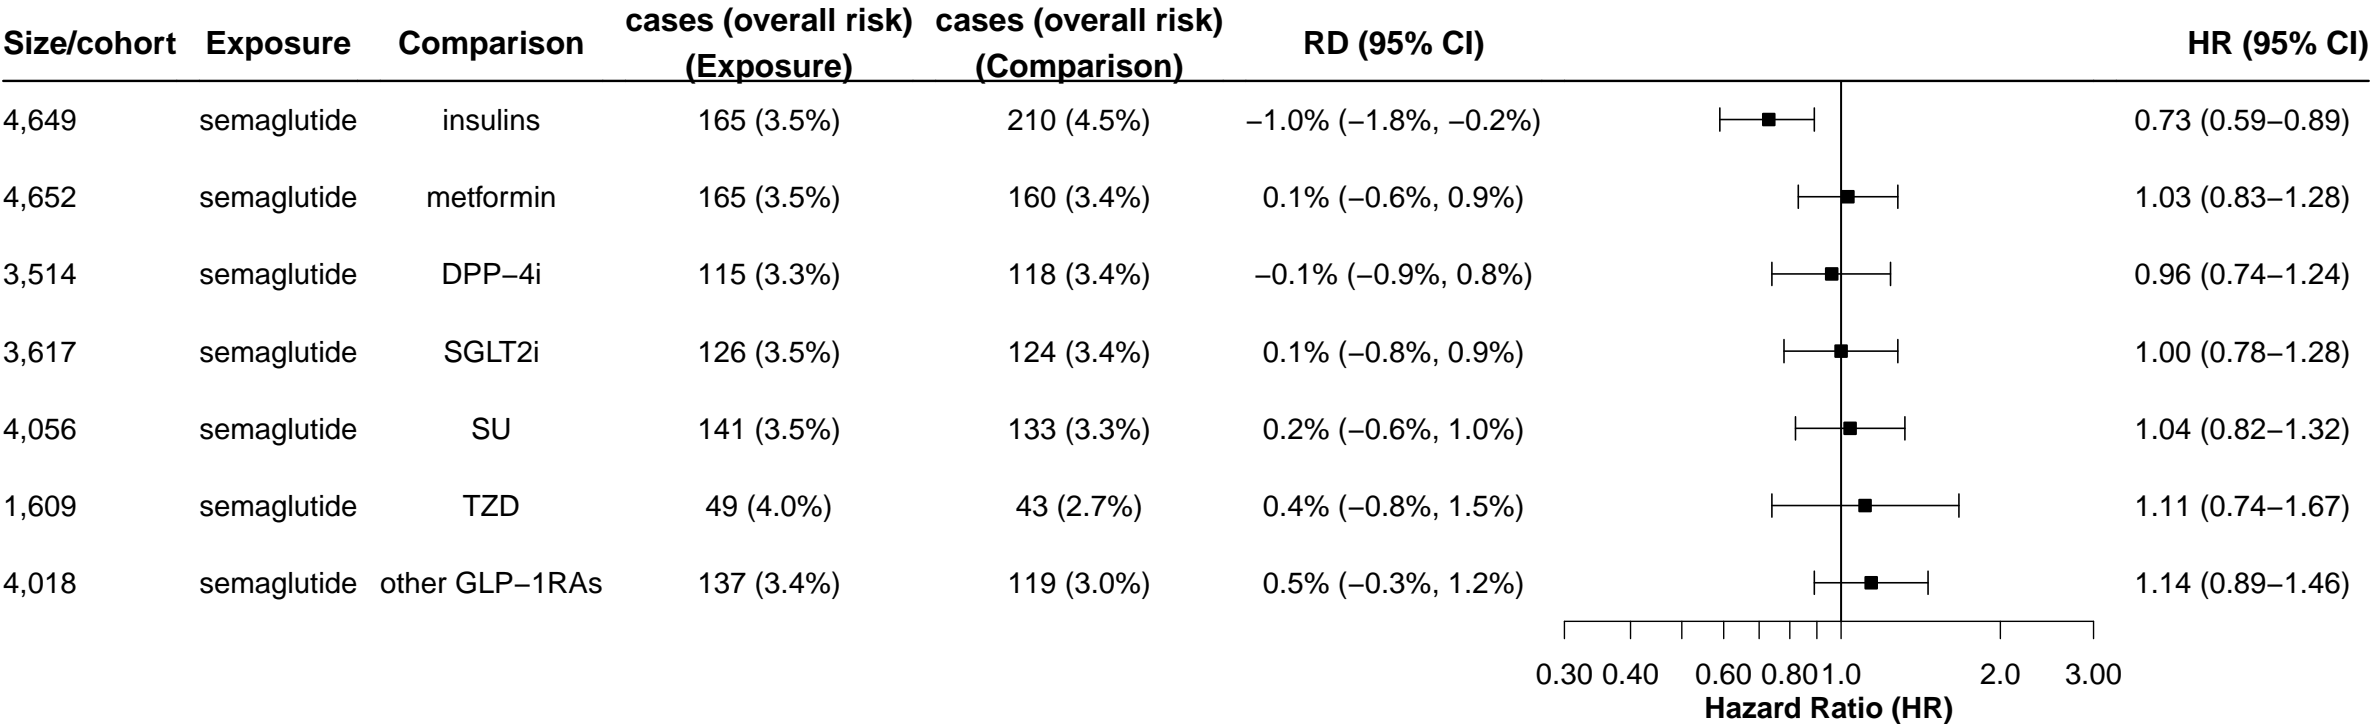 Size/cohort Exposure Comparison cases (overall risk) (Exposure) cases (overall risk) (Comparison) RD (95% CI) HR (95% CI)
4,649 semaglutide insulins 165 (3.5%) 210 (4.5%) −1.0% (−1.8%, −0.2%) 0.73 (0.59−0.89)
4,652 semaglutide metformin 165 (3.5%) 160 (3.4%) 0.1% (−0.6%, 0.9%) 1.03 (0.83−1.28)
3,514 semaglutide DPP−4i 115 (3.3%) 118 (3.4%) −0.1% (−0.9%, 0.8%) 0.96 (0.74−1.24)
3,617 semaglutide SGLT2i 126 (3.5%) 124 (3.4%) 0.1% (−0.8%, 0.9%) 1.00 (0.78−1.28)
4,056 semaglutide SU 141 (3.5%) 133 (3.3%) 0.2% (−0.6%, 1.0%) 1.04 (0.82−1.32)
1,609 semaglutide TZD 49 (4.0%) 43 (2.7%) 0.4% (−0.8%, 1.5%) 1.11 (0.74−1.67)
4,018 semaglutide other GLP−1RAs 137 (3.4%) 119 (3.0%) 0.5% (−0.3%, 1.2%) 1.14 (0.89−1.46)
0.30 0.40 0.60 0.80 1.0 2.0 3.00
Hazard Ratio (HR)